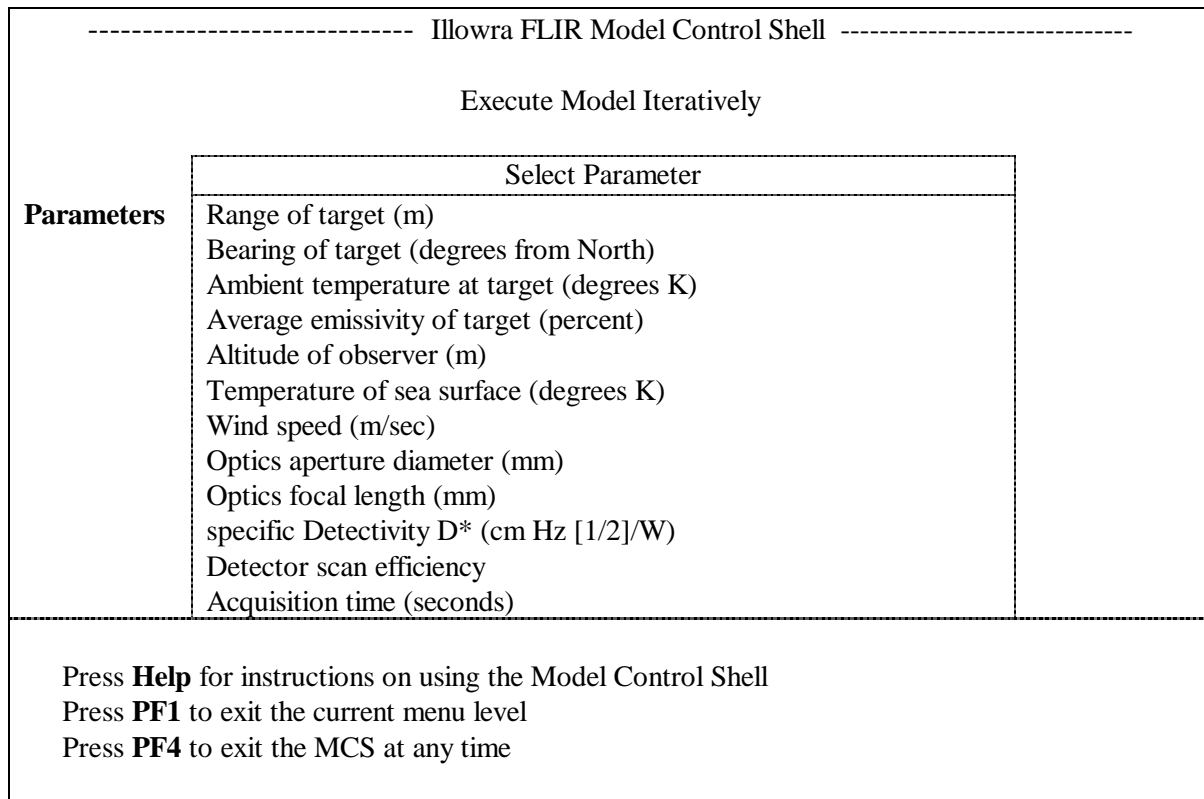 ------------------------------ Illowra FLIR Model Control Shell ------------------------------
Execute Model Iteratively
Select Parameter
Parameters
Range of target (m)
Bearing of target (degrees from North)
Ambient temperature at target (degrees K)
Average emissivity of target (percent)
Altitude of observer (m)
Temperature of sea surface (degrees K)
Wind speed (m/sec)
Optics aperture diameter (mm)
Optics focal length (mm)
specific Detectivity D* (cm Hz [1/2]/W)
Detector scan efficiency
Acquisition time (seconds)
Press Help for instructions on using the Model Control Shell
Press PF1 to exit the current menu level
Press PF4 to exit the MCS at any time